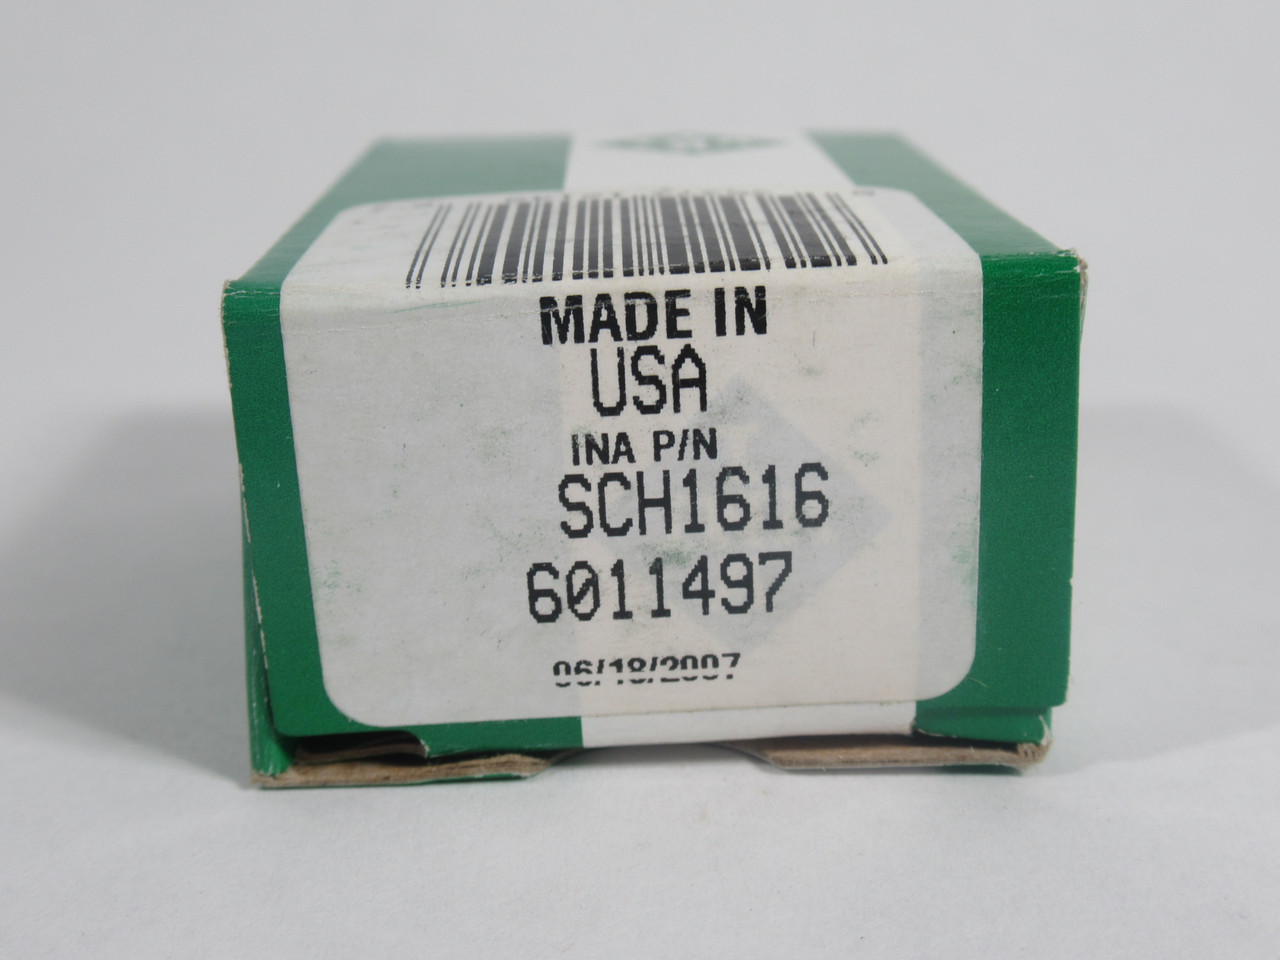 MADE IN
USA
INA P/N
SCH1616
6011497
06/18/2007